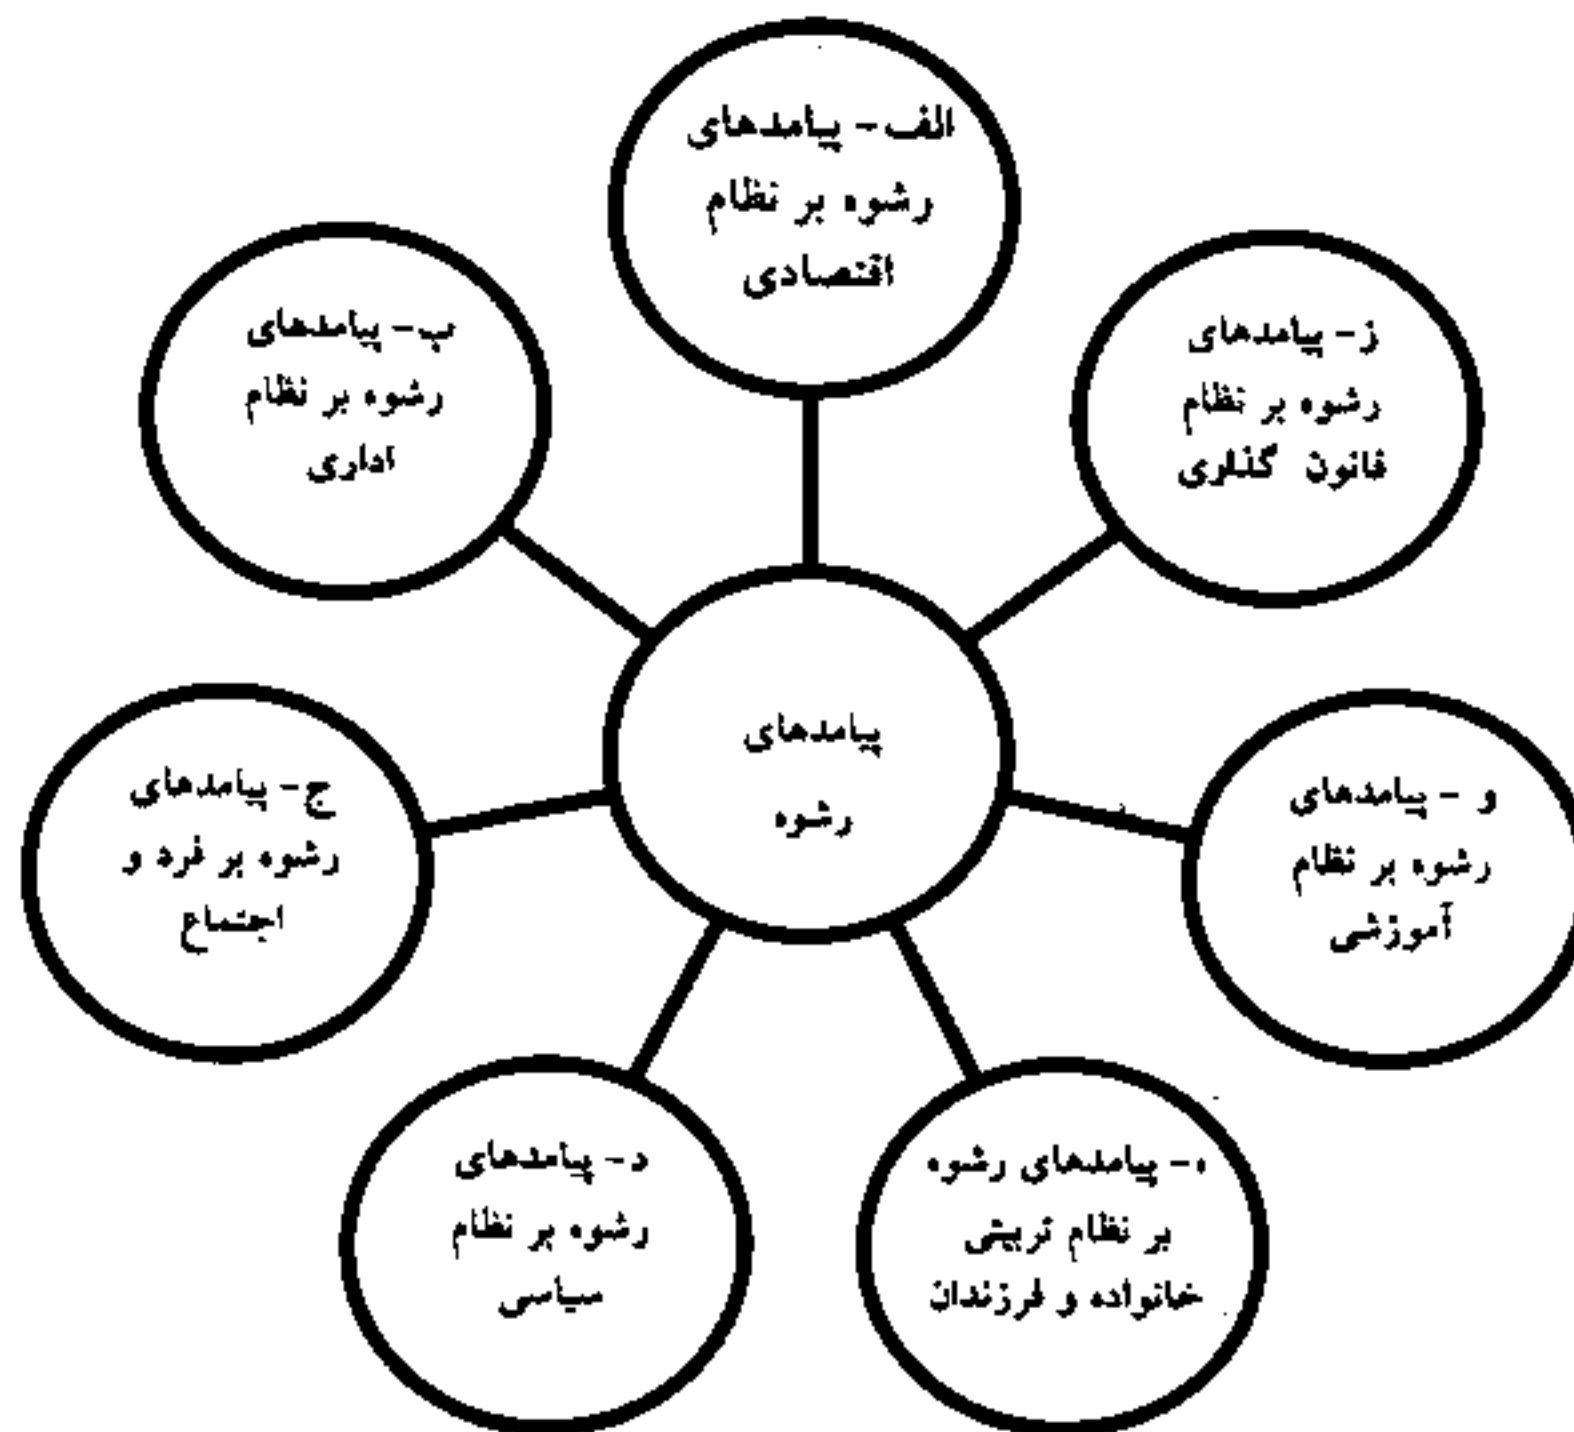 الف- پیامدهای
رشوه بر نظام
اقتصادی
ب- پیامدهای
رشوه بر نظام
اداری
ج- پیامدهای
رشوه بر فرد و
اجتماع
د- پیامدهای
رشوه بر نظام
سیاسی
ه- پیامدهای رشوه
بر نظام تربیتی
خانواده و فرزندان
و - پیامدهای
رشوه بر نظام
آموزشی
ز- پیامدهای
رشوه بر نظام
قانون گذاری
پیامدهای
رشوه